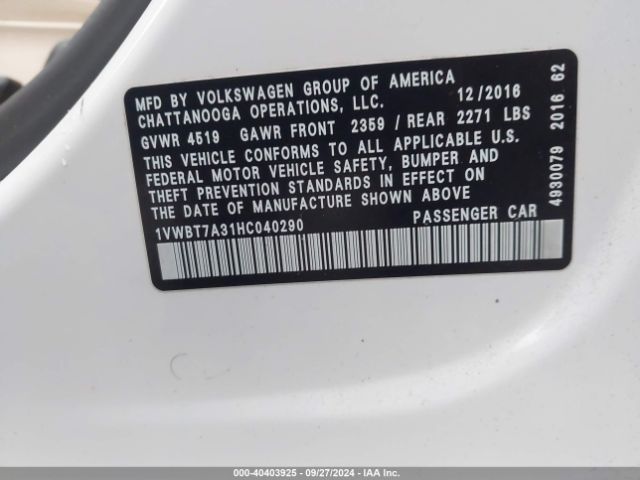 MFD BY VOLKSWAGEN GROUP OF AMERICA
CHATTANOOGA OPERATIONS, LLC. 12/2016
GVWR 4519 GAWR FRONT 2359 / REAR 2271 LBS
THIS VEHICLE CONFORMS TO ALL APPLICABLE U.S.
FEDERAL MOTOR VEHICLE SAFETY, BUMPER AND
THEFT PREVENTION STANDARDS IN EFFECT ON
THE DATE OF MANUFACTURE SHOWN ABOVE
1VWBT7A31HC040290 PASSENGER CAR
4930079 2016 62
000-40403925 - 09/27/2024 - IAA Inc.